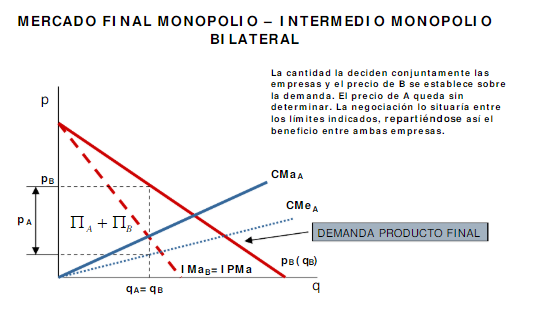 MERCADO FINAL MONOPOLIO – INTERMEDIO MONOPOLIO
BILATERAL
La cantidad la deciden conjuntamente las
empresas y el precio de B se establece sobre
la demanda. El precio de A queda sin
determinar. La negociación lo situaría entre
los límites indicados, repartiéndose así el
beneficio entre ambas empresas.
p
CMaA
pB
CMeA
pA
ΠA + ΠB
DEMANDA PRODUCTO FINAL
IMaB= IPMa
pB(qB)
q
qA= qB